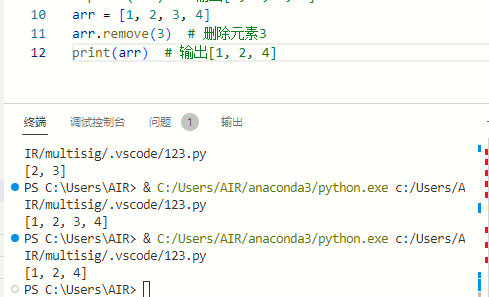 10 arr = [1, 2, 3, 4]
11 arr.remove(3)  # 删除元素3
12 print(arr)  # 输出[1, 2, 4]
终端 调试控制台 问题 1 输出
IR/multisig/.vscode/123.py
[2, 3]
PS C:\Users\AIR> & C:/Users/AIR/anaconda3/python.exe c:/Users/A
IR/multisig/.vscode/123.py
[1, 2, 3, 4]
PS C:\Users\AIR> & C:/Users/AIR/anaconda3/python.exe c:/Users/A
IR/multisig/.vscode/123.py
[1, 2, 4]
PS C:\Users\AIR>